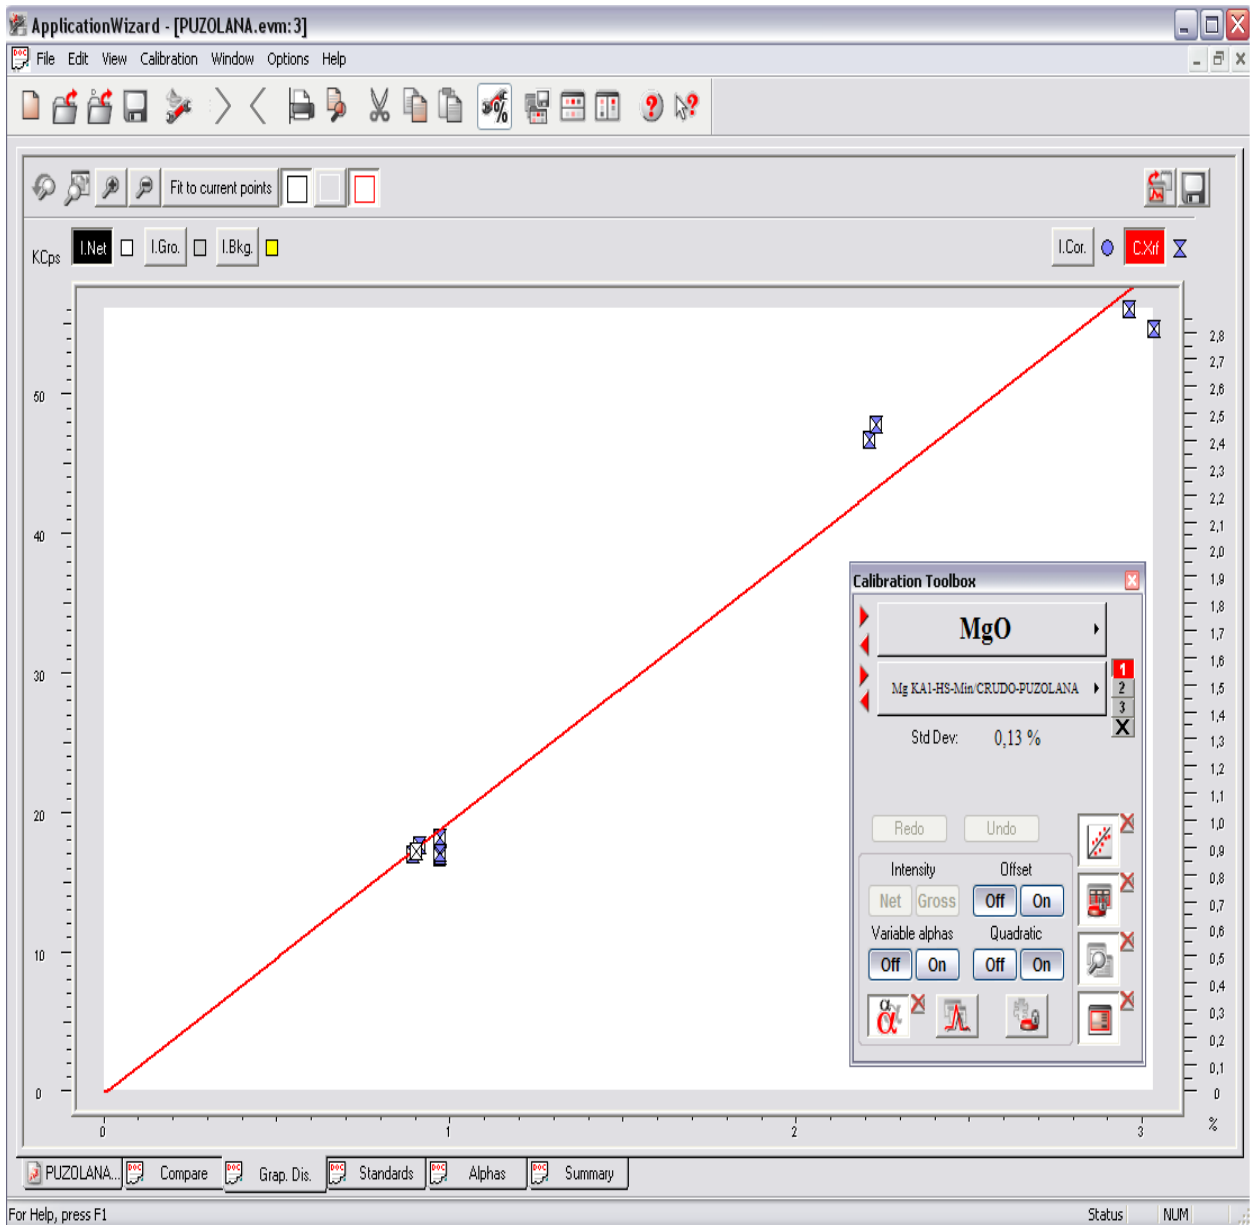 ApplicationWizard - [PUZOLANA.evm:3]
File Edit View Calibration Window Options Help
Fit to current points
KCps I.Net I.Gro. I.Bkg. I.Cor. C.Xrf
50
40
30
20
10
0
2,8
2,7
2,6
2,5
2,4
2,3
2,2
2,1
2,0
1,9
1,8
1,7
1,6
1,5
1,4
1,3
1,2
1,1
1,0
0,9
0,8
0,7
0,6
0,5
0,4
0,3
0,2
0,1
0
Calibration Toolbox
MgO
Mg KA1-HS-Min/CRUDO-PUZOLANA
1
2
3
X
Std Dev: 0,13 %
Redo Undo
Intensity Offset
Net Gross Off On
Variable alphas Quadratic
Off On Off On
0 1 2 3 %
PUZOLANA... Compare Grap. Dis. Standards Alphas Summary
For Help, press F1 Status NUM